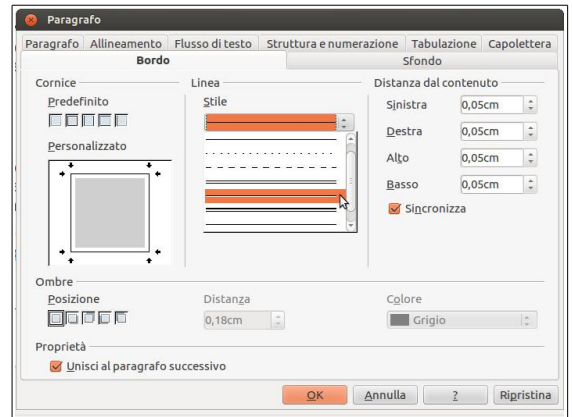 Paragrafo
Paragrafo Allineamento Flusso di testo Struttura e numerazione Tabulazione Capolettera
Bordo Sfondo
Cornice Linea Distanza dal contenuto
Predefinito Stile Sinistra 0,05cm
Destra 0,05cm
Personalizzato Alto 0,05cm
Basso 0,05cm
Sincronizza
Ombre
Posizione Distanza Colore
0,18cm Grigio
Proprietà
Unisci al paragrafo successivo
OK Annulla ? Ripristina